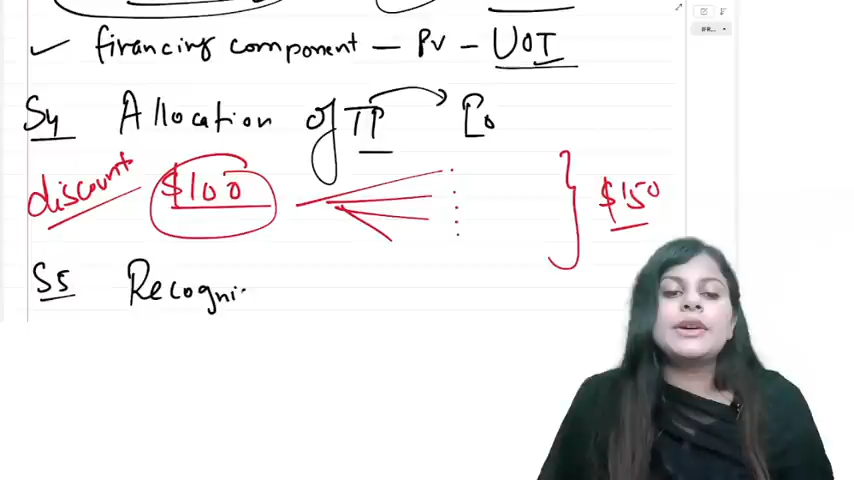 ✓ financing component – PV – UOT
S4 Allocation of TP → Po
discount $100 } $150
S5 Recogni